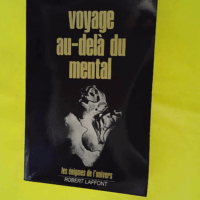 voyage
au-delà du
mental
les énigmes de l'univers
ROBERT LAFFONT